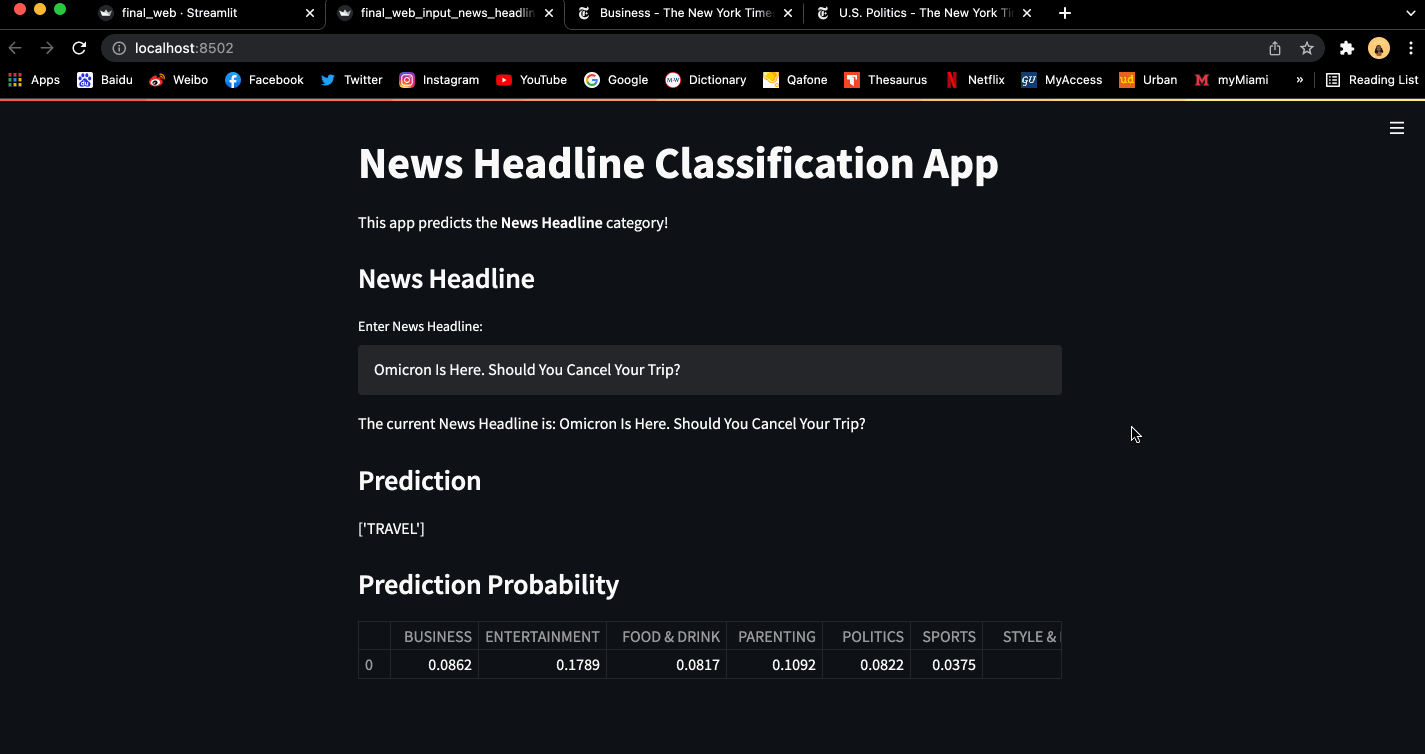 final_web · Streamlit
final_web_input_news_headlin
Business - The New York Time
U.S. Politics - The New York Ti
localhost:8502
Apps
Baidu
Weibo
Facebook
Twitter
Instagram
YouTube
Google
M-W
Dictionary
Qafone
T
Thesaurus
N
Netflix
GU
MyAccess
ud
Urban
M
myMiami
»
Reading List
News Headline Classification App
This app predicts the News Headline category!
News Headline
Enter News Headline:
Omicron Is Here. Should You Cancel Your Trip?
The current News Headline is: Omicron Is Here. Should You Cancel Your Trip?
Prediction
['TRAVEL']
Prediction Probability
BUSINESS ENTERTAINMENT FOOD & DRINK PARENTING POLITICS SPORTS STYLE &
0 0.0862 0.1789 0.0817 0.1092 0.0822 0.0375